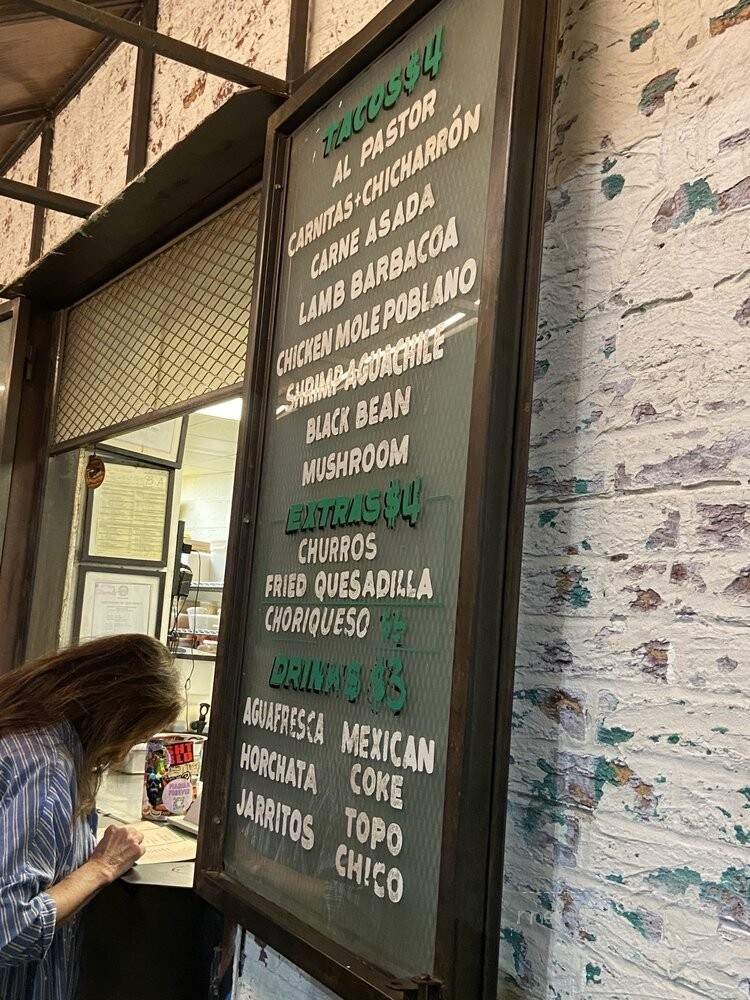 TACOS $4
AL PASTOR
CARNITAS+CHICHARRÓN
CARNE ASADA
LAMB BARBACOA
CHICKEN MOLE POBLANO
SHRIMP AGUACHILE
BLACK BEAN
MUSHROOM
EXTRAS $4
CHURROS
FRIED QUESADILLA
CHORIQUESO
DRINKS $3
AGUAFRESCA
HORCHATA
JARRITOS
MEXICAN
COKE
TOPO
CHICO